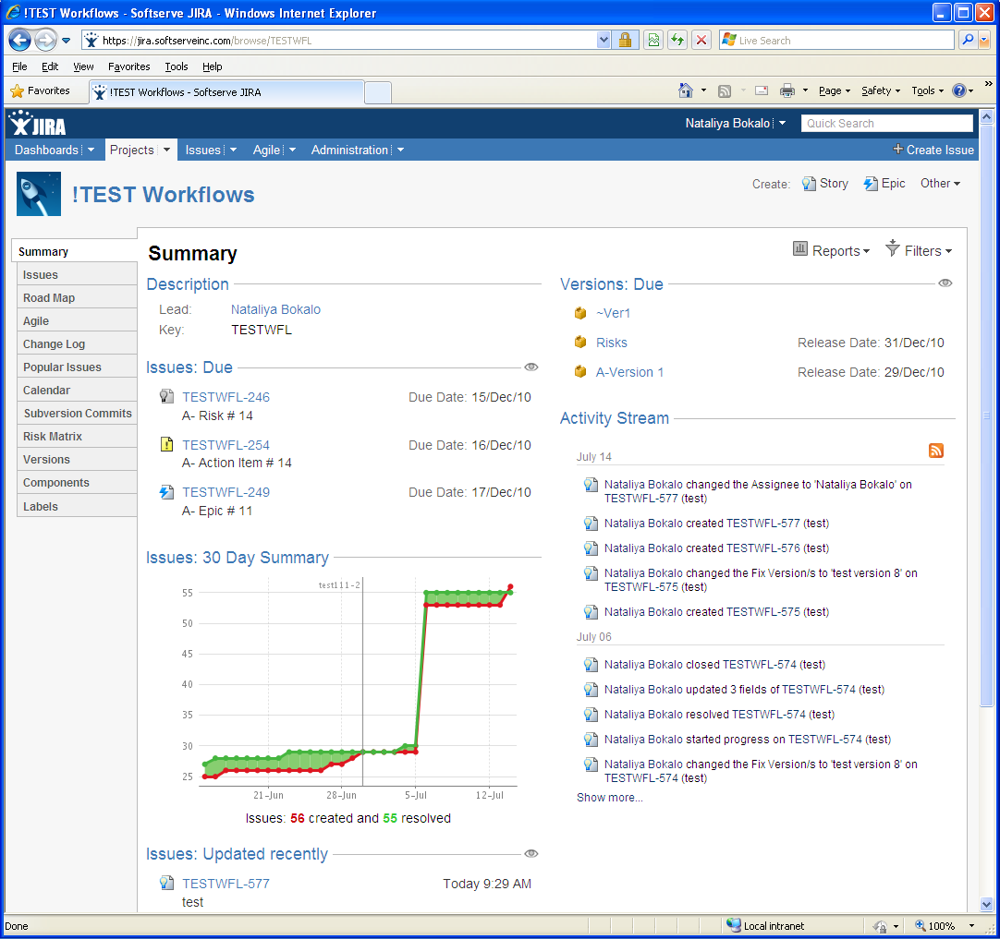 !TEST Workflows - Softserve JIRA - Windows Internet Explorer
https://jira.softserveinc.com/browse/TESTWFL
Live Search
File Edit View Favorites Tools Help
Favorites
!TEST Workflows - Softserve JIRA
Page Safety Tools
JIRA
Nataliya Bokalo
Quick Search
Dashboards Projects Issues Agile Administration
+ Create Issue
!TEST Workflows
Create: Story Epic Other
Summary
Issues
Road Map
Agile
Change Log
Popular Issues
Calendar
Subversion Commits
Risk Matrix
Versions
Components
Labels
Summary
Reports Filters
Description
Lead: Nataliya Bokalo
Key: TESTWFL
Issues: Due
TESTWFL-246 Due Date: 15/Dec/10
A- Risk # 14
TESTWFL-254 Due Date: 16/Dec/10
A- Action Item # 14
TESTWFL-249 Due Date: 17/Dec/10
A- Epic # 11
Issues: 30 Day Summary
test111-2
55
50
45
40
35
30
25
21-Jun 28-Jun 5-Jul 12-Jul
Issues: 56 created and 55 resolved
Issues: Updated recently
TESTWFL-577 Today 9:29 AM
test
Versions: Due
~Ver1
Risks Release Date: 31/Dec/10
A-Version 1 Release Date: 29/Dec/10
Activity Stream
July 14
Nataliya Bokalo changed the Assignee to 'Nataliya Bokalo' on
TESTWFL-577 (test)
Nataliya Bokalo created TESTWFL-577 (test)
Nataliya Bokalo created TESTWFL-576 (test)
Nataliya Bokalo changed the Fix Version/s to 'test version 8' on
TESTWFL-575 (test)
Nataliya Bokalo created TESTWFL-575 (test)
July 06
Nataliya Bokalo closed TESTWFL-574 (test)
Nataliya Bokalo updated 3 fields of TESTWFL-574 (test)
Nataliya Bokalo resolved TESTWFL-574 (test)
Nataliya Bokalo started progress on TESTWFL-574 (test)
Nataliya Bokalo changed the Fix Version/s to 'test version 8' on
TESTWFL-574 (test)
Show more...
Done
Local intranet
100%